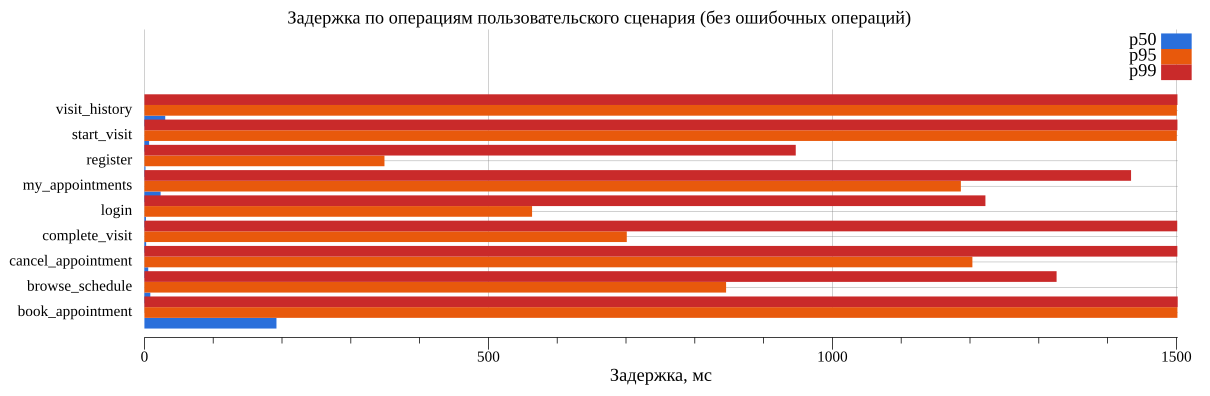 Задержка по операциям пользовательского сценария (без ошибочных операций)
p50
p95
p99
visit_history
start_visit
register
my_appointments
login
complete_visit
cancel_appointment
browse_schedule
book_appointment
0 500 1000 1500
Задержка, мс